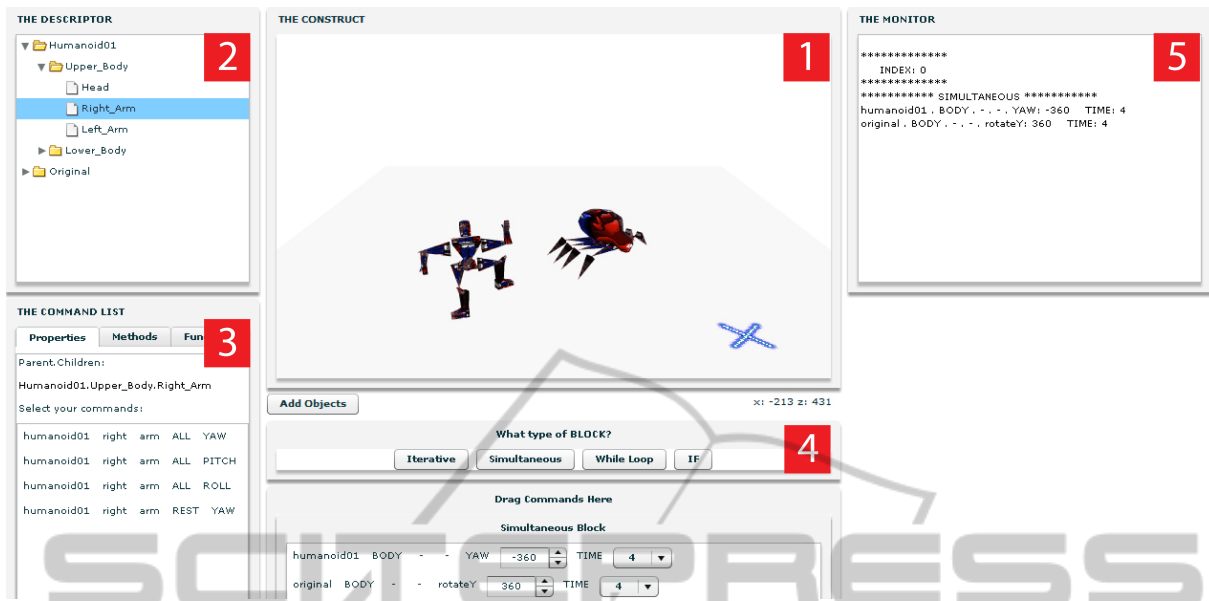 THE DESCRIPTOR
2
Humanoid01
Upper_Body
Head
Right_Arm
Left_Arm
Lower_Body
Original
THE COMMAND LIST
3
Properties Methods Fun
Parent.Children:
Humanoid01.Upper_Body.Right_Arm
Select your commands:
humanoid01 right arm ALL YAW
humanoid01 right arm ALL PITCH
humanoid01 right arm ALL ROLL
humanoid01 right arm REST YAW
THE CONSTRUCT
1
Add Objects
x: -213 z: 431
What type of BLOCK?
4
Iterative Simultaneous While Loop IF
Drag Commands Here
Simultaneous Block
humanoid01 BODY - - YAW -360 TIME 4
original BODY - - rotateY 360 TIME 4
THE MONITOR
5
*************
INDEX: 0
*************
*********** SIMULTANEOUS ***********
humanoid01 . BODY . - . - . YAW: -360 TIME: 4
original . BODY . - . - . rotateY: 360 TIME: 4
SCITEPRESS